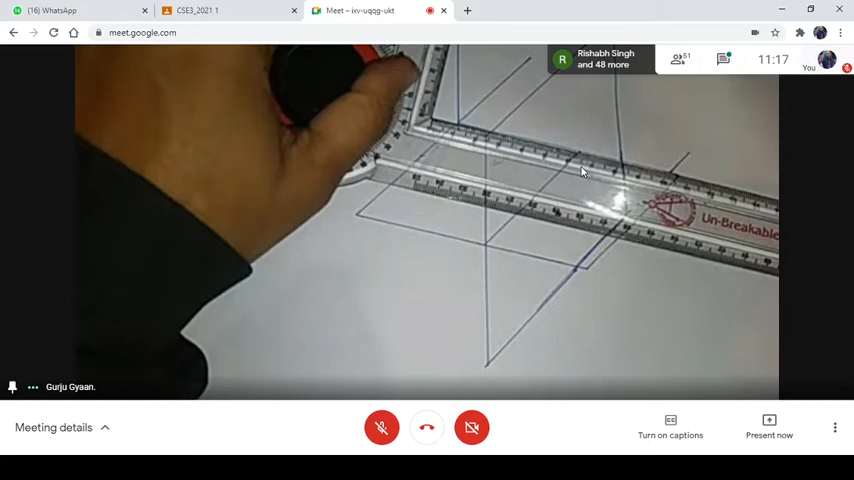 (16) WhatsApp
CSE3_2021 1
Meet – ixv-uqqg-ukt
meet.google.com
R
Rishabh Singh
and 48 more
51
11:17
You
Un-Breakable
Gurju Gyaan.
Meeting details
Turn on captions
Present now